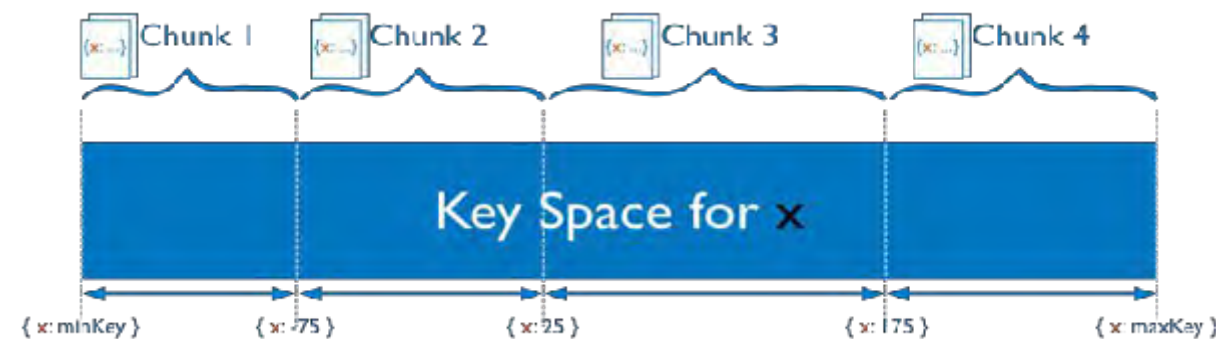 {x: ...} Chunk 1 {x: ...} Chunk 2 {x: ...} Chunk 3 {x: ...} Chunk 4
Key Space for x
{ x: minKey } { x: -75 } { x: 25 } { x: 175 } { x: maxKey }